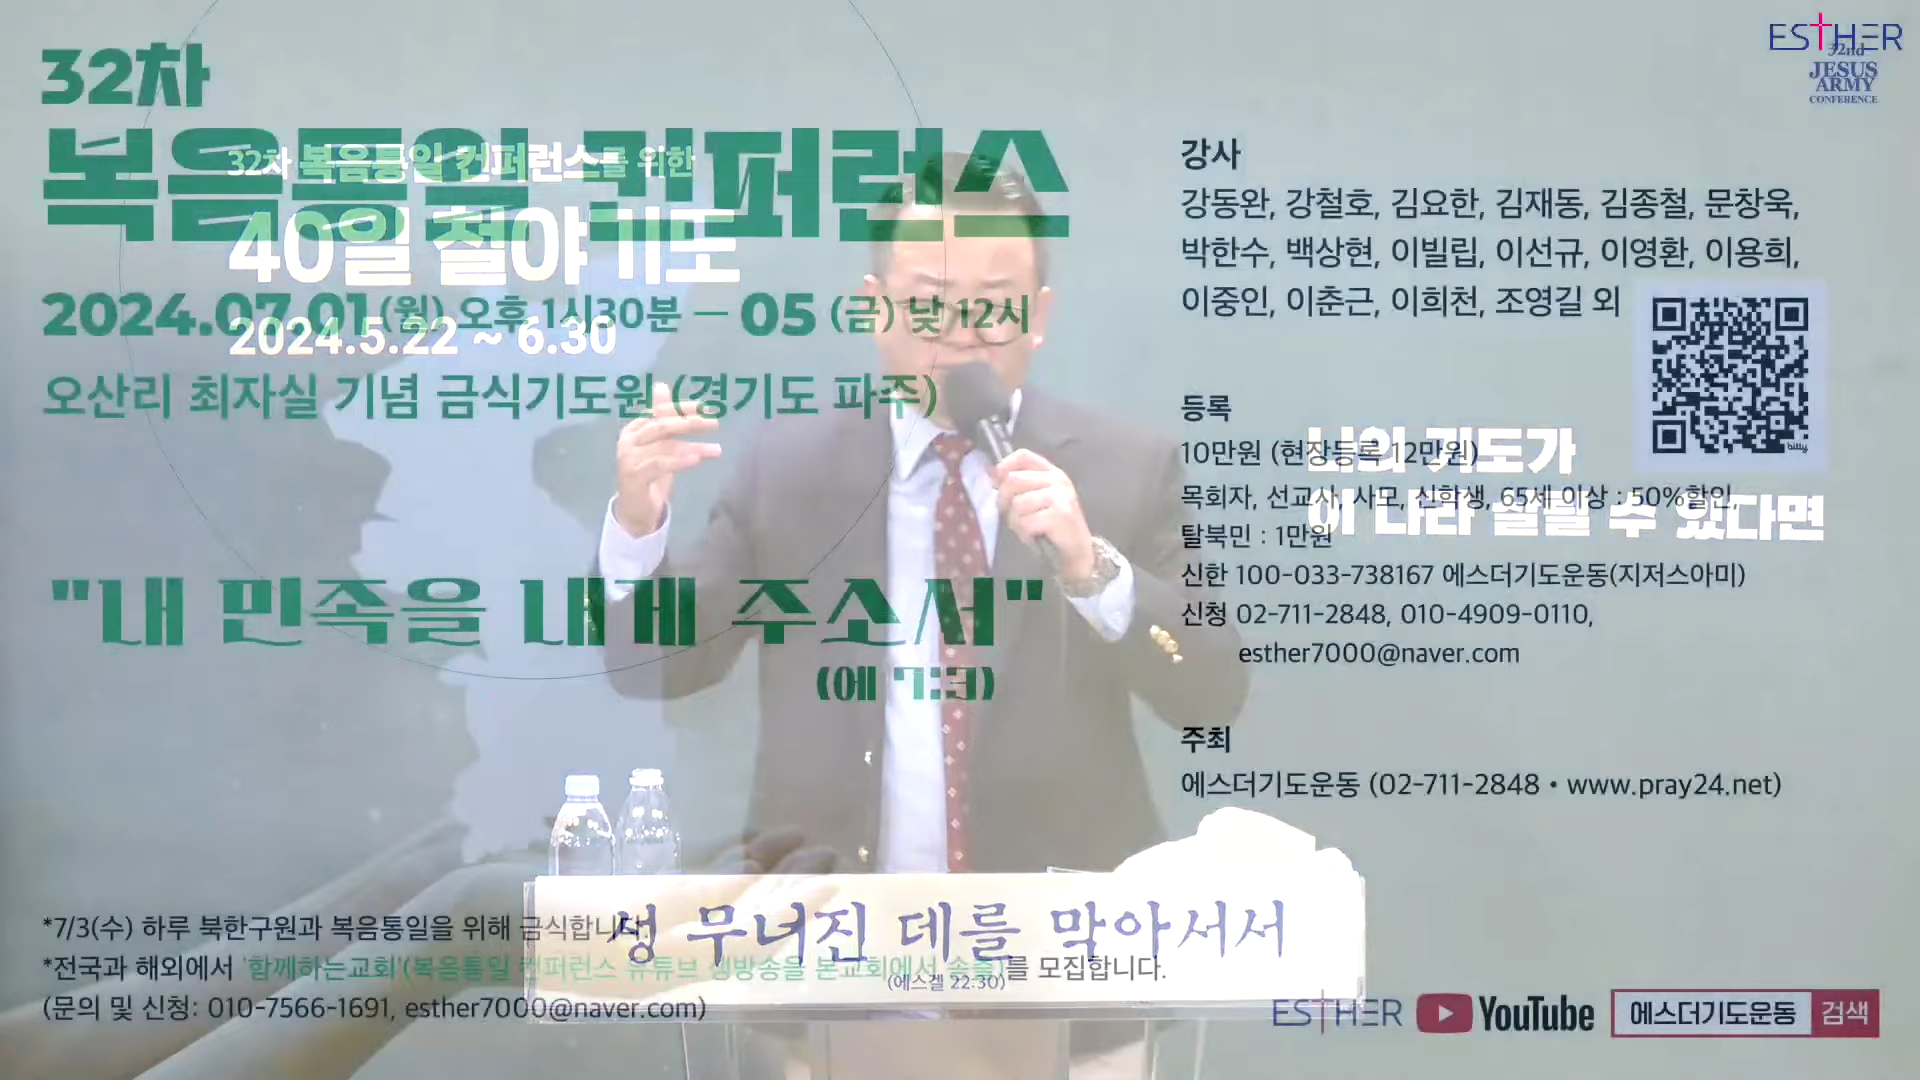 ESTHER
32nd
JESUS
ARMY
CONFERENCE
32차
복음통일 컨퍼런스
2024.07.01(월) 오후 1시30분 — 05 (금) 낮 12시
오산리 최자실 기념 금식기도원 (경기도 파주)
"내 민족을 내게 주소서"
(에 7:3)
32차 복음통일 컨퍼런스를 위한
40일 철야 기도
2024.5.22 ~ 6.30
강사
강동완, 강철호, 김요한, 김재동, 김종철, 문창욱,
박한수, 백상현, 이빌립, 이선규, 이영환, 이용희,
이중인, 이춘근, 이희천, 조영길 외
bitly
등록
10만원 (현장등록 12만원)
목회자, 선교사, 사모, 신학생, 65세 이상 : 50%할인,
탈북민 : 1만원
신한 100-033-738167 에스더기도운동(지저스아미)
신청 02-711-2848, 010-4909-0110,
esther7000@naver.com
기도가
이 나라 살릴 수 있다면
주최
에스더기도운동 (02-711-2848 • www.pray24.net)
*7/3(수) 하루 북한구원과 복음통일을 위해 금식합니다.
*전국과 해외에서 '함께하는교회'(복음통일 컨퍼런스 유튜브 생방송을 본교회에서 송출)를 모집합니다.
(문의 및 신청: 010-7566-1691, esther7000@naver.com)
성 무너진 데를 막아서서
(에스겔 22:30)
ESTHER YouTube 에스더기도운동 검색